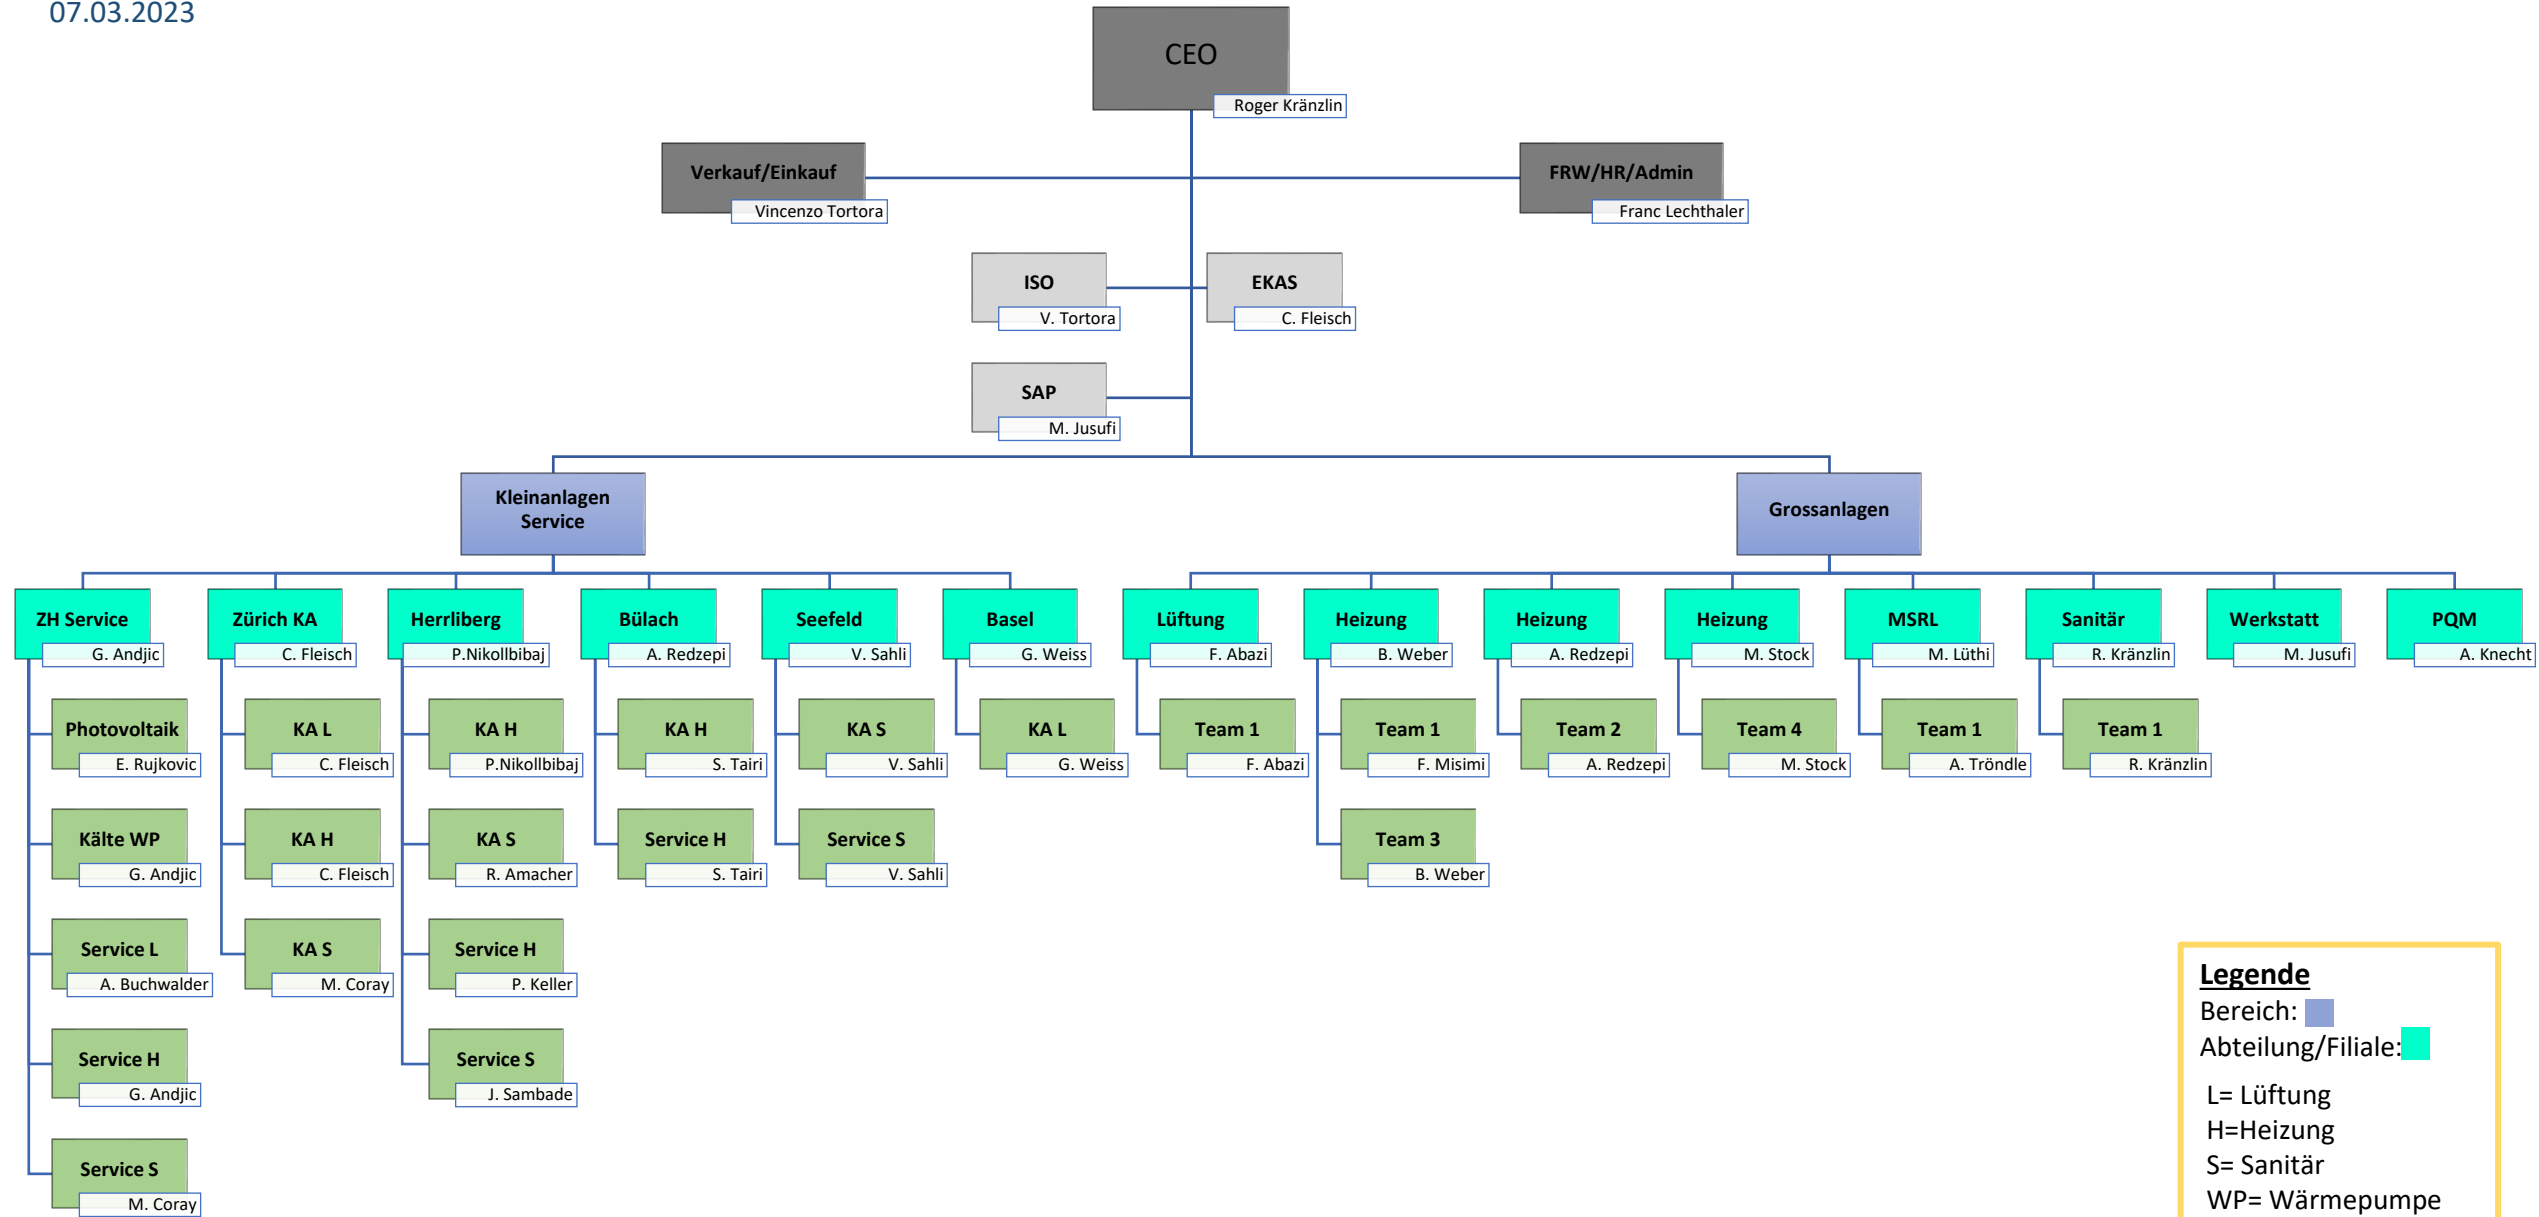 07.03.2023
CEO
Roger Kränzlin
Verkauf/Einkauf
Vincenzo Tortora
FRW/HR/Admin
Franc Lechthaler
ISO
V. Tortora
EKAS
C. Fleisch
SAP
M. Jusufi
Kleinanlagen
Service
Grossanlagen
ZH Service
G. Andjic
Zürich KA
C. Fleisch
Herrliberg
P.Nikollbibaj
Bülach
A. Redzepi
Seefeld
V. Sahli
Basel
G. Weiss
Lüftung
F. Abazi
Heizung
B. Weber
Heizung
A. Redzepi
Heizung
M. Stock
MSRL
M. Lüthi
Sanitär
R. Kränzlin
Werkstatt
M. Jusufi
PQM
A. Knecht
Photovoltaik
E. Rujkovic
KA L
C. Fleisch
KA H
P.Nikollbibaj
KA H
S. Tairi
KA S
V. Sahli
KA L
G. Weiss
Team 1
F. Abazi
Team 1
F. Misimi
Team 2
A. Redzepi
Team 4
M. Stock
Team 1
A. Tröndle
Team 1
R. Kränzlin
Kälte WP
G. Andjic
KA H
C. Fleisch
KA S
R. Amacher
Service H
S. Tairi
Service S
V. Sahli
Team 3
B. Weber
Service L
A. Buchwalder
KA S
M. Coray
Service H
P. Keller
Service H
G. Andjic
Service S
J. Sambade
Service S
M. Coray
Legende
Bereich:
Abteilung/Filiale:
L= Lüftung
H=Heizung
S= Sanitär
WP= Wärmepumpe